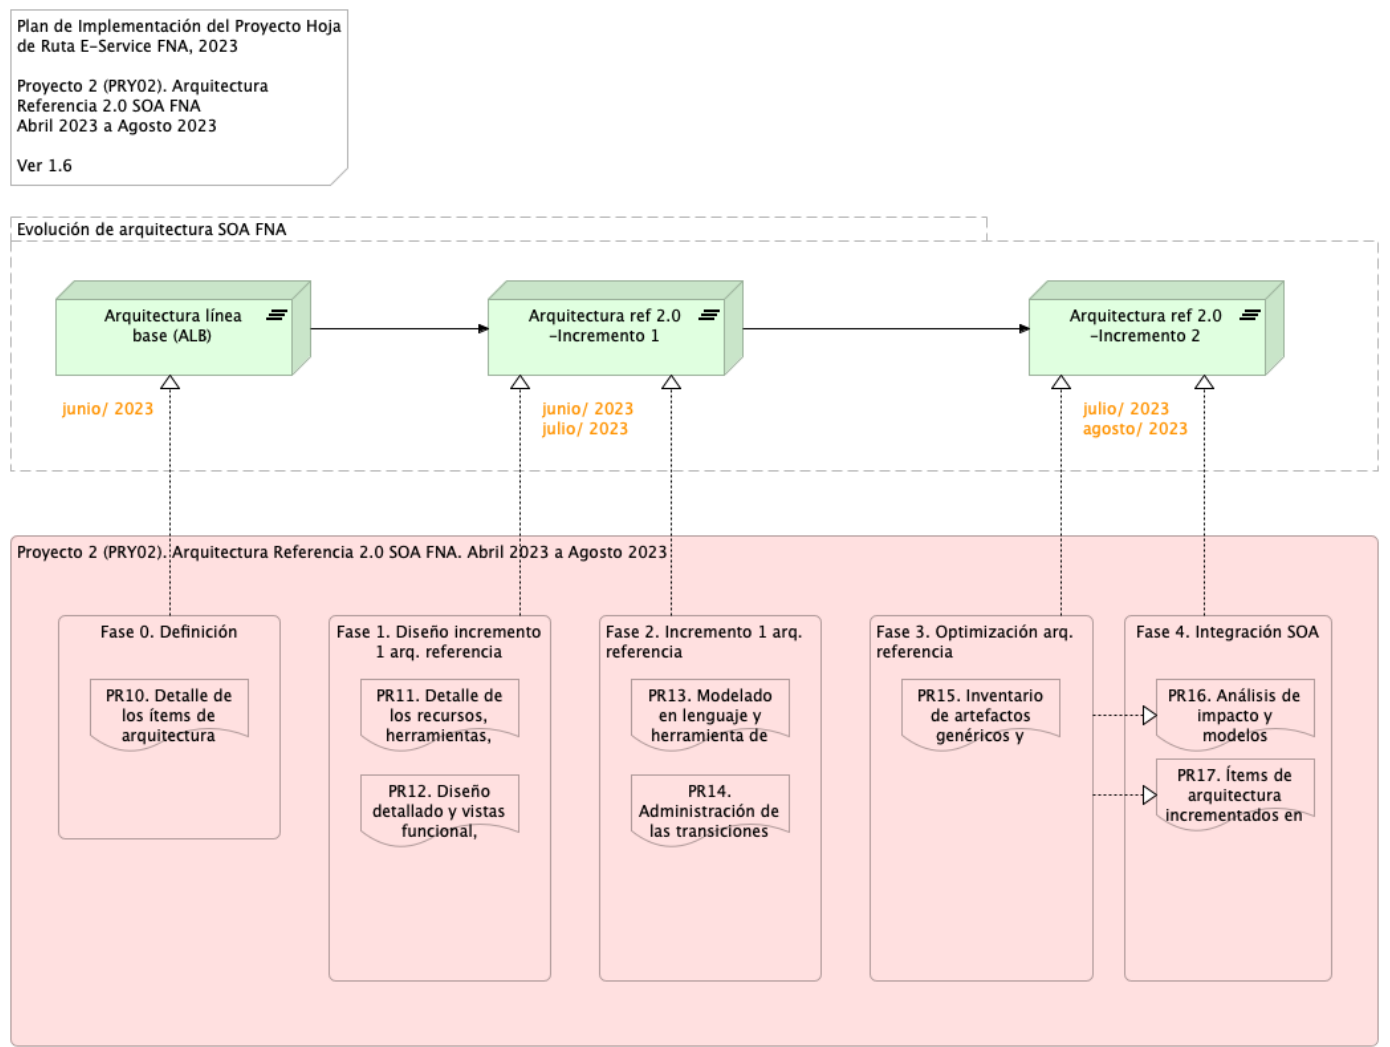 Plan de Implementación del Proyecto Hoja
de Ruta E-Service FNA, 2023
Proyecto 2 (PRY02). Arquitectura
Referencia 2.0 SOA FNA
Abril 2023 a Agosto 2023
Ver 1.6
Evolución de arquitectura SOA FNA
Arquitectura línea
base (ALB)
Arquitectura ref 2.0
-Incremento 1
Arquitectura ref 2.0
-Incremento 2
junio/ 2023
junio/ 2023
julio/ 2023
julio/ 2023
agosto/ 2023
Proyecto 2 (PRY02). Arquitectura Referencia 2.0 SOA FNA. Abril 2023 a Agosto 2023
Fase 0. Definición
PR10. Detalle de
los ítems de
arquitectura
Fase 1. Diseño incremento
1 arq. referencia
PR11. Detalle de
los recursos,
herramientas,
PR12. Diseño
detallado y vistas
funcional,
Fase 2. Incremento 1 arq.
referencia
PR13. Modelado
en lenguaje y
herramienta de
PR14.
Administración de
las transiciones
Fase 3. Optimización arq.
referencia
PR15. Inventario
de artefactos
genéricos y
Fase 4. Integración SOA
PR16. Análisis de
impacto y
modelos
PR17. Ítems de
arquitectura
incrementados en